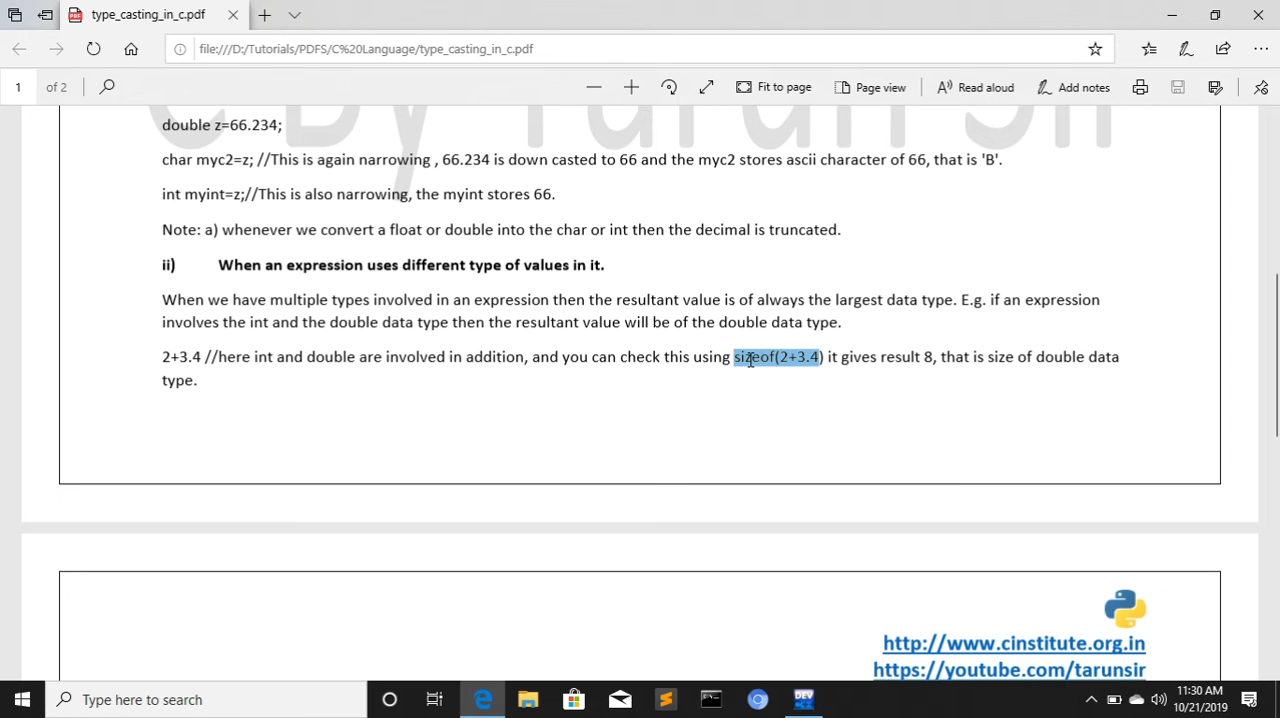 type_casting_in_c.pdf
file:///D:/Tutorials/PDFS/C%20Language/type_casting_in_c.pdf
1 of 2 Fit to page Page view Read aloud Add notes
C By Tarun Sir
double z=66.234;
char myc2=z; //This is again narrowing , 66.234 is down casted to 66 and the myc2 stores ascii character of 66, that is 'B'.
int myint=z;//This is also narrowing, the myint stores 66.
Note: a) whenever we convert a float or double into the char or int then the decimal is truncated.
ii) When an expression uses different type of values in it.
When we have multiple types involved in an expression then the resultant value is of always the largest data type. E.g. if an expression
involves the int and the double data type then the resultant value will be of the double data type.
2+3.4 //here int and double are involved in addition, and you can check this using sizeof(2+3.4) it gives result 8, that is size of double data
type.
http://www.cinstitute.org.in
https://youtube.com/tarunsir
Type here to search
DEV
11:30 AM
10/21/2019